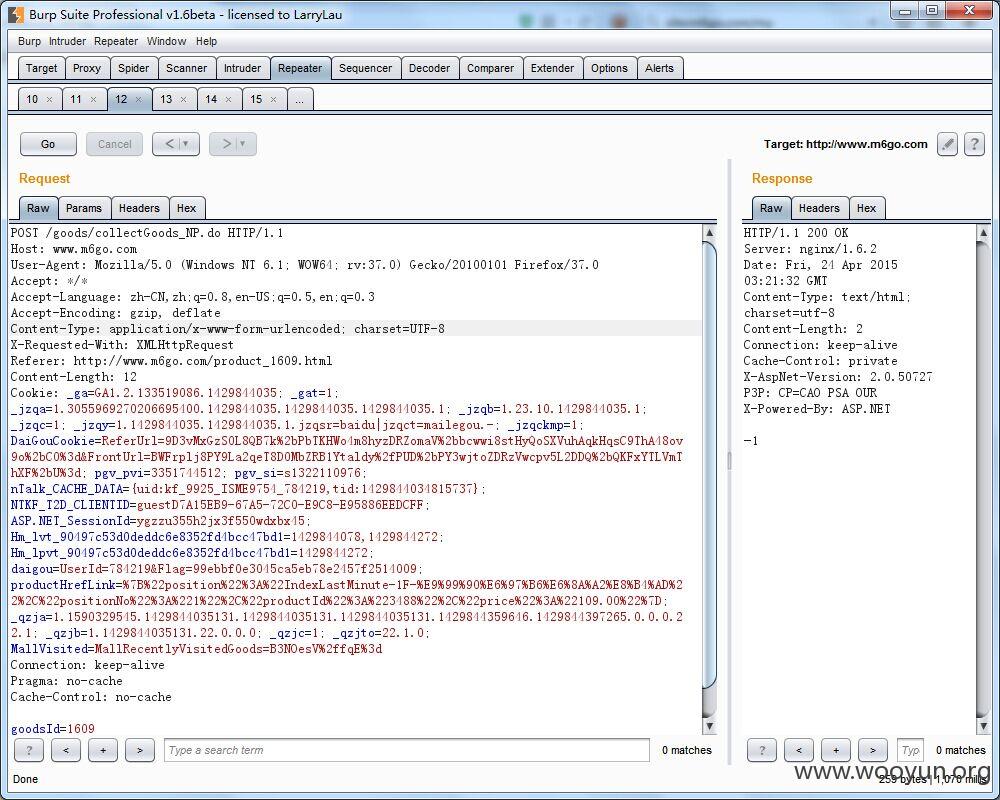 Burp Suite Professional v1.6beta - licensed to LarryLau
Burp Intruder Repeater Window Help
Target Proxy Spider Scanner Intruder Repeater Sequencer Decoder Comparer Extender Options Alerts
10 × 11 × 12 × 13 × 14 × 15 × ...
Go Cancel < | ▼ > | ▼ Target: http://www.m6go.com ?
Request
Raw Params Headers Hex
POST /goods/collectGoods_NP.do HTTP/1.1
Host: www.m6go.com
User-Agent: Mozilla/5.0 (Windows NT 6.1; WOW64; rv:37.0) Gecko/20100101 Firefox/37.0
Accept: */*
Accept-Language: zh-CN,zh;q=0.8,en-US;q=0.5,en;q=0.3
Accept-Encoding: gzip, deflate
Content-Type: application/x-www-form-urlencoded; charset=UTF-8
X-Requested-With: XMLHttpRequest
Referer: http://www.m6go.com/product_1609.html
Content-Length: 12
Cookie: _ga=GA1.2.133519086.1429844035; _gat=1;
_jzqa=1.3055969270206695400.1429844035.1429844035.1429844035.1; _jzqb=1.23.10.1429844035.1;
_jzqc=1; _jzqy=1.1429844035.1429844035.1.jzqsr=baidu|jzqct=mailegou.-; _jzqckmp=1;
DaiGouCookie=ReferUrl=9D3vMxGzS0L8QB7k%2bPbTKHWo4m8hyzDRZomaV%2bbcwwi8stHyQoSXVuhAqkHqsC9ThA48ov
9o%2bC0%3d&FrontUrl=BWFrplj8PY9La2qeT8D0MbZRB1Ytaldy%2fPUD%2bPY3wjtoZDRzVwcpv5L2DDQ%2bQKFxYTLVmT
hXF%2bU%3d; pgv_pvi=3351744512; pgv_si=s1322110976;
nTalk_CACHE_DATA={uid:kf_9925_ISME9754_784219,tid:1429844034815737};
NTKF_T2D_CLIENTID=guestD7A15EB9-67A5-72C0-E9C8-E95886EEDCFF;
ASP.NET_SessionId=ygzzu355h2jx3f550wdxbx45;
Hm_lvt_90497c53d0deddc6e8352fd4bcc47bd1=1429844078,1429844272;
Hm_lpvt_90497c53d0deddc6e8352fd4bcc47bd1=1429844272;
daigou=UserId=784219&Flag=99ebbf0e3045ca5eb78e2457f2514009;
productHrefLink=%7B%22position%22%3A%22IndexLastMinute-1F-%E9%99%90%E6%97%B6%E6%8A%A2%E8%B4%AD%2
2%2C%22positionNo%22%3A%221%22%2C%22productId%22%3A%223488%22%2C%22price%22%3A%22109.00%22%7D;
_qzja=1.1590329545.1429844035131.1429844035131.1429844035131.1429844359646.1429844397265.0.0.0.2
2.1; _qzjb=1.1429844035131.22.0.0.0; _qzjc=1; _qzjto=22.1.0;
MallVisited=MallRecentlyVisitedGoods=B3NOesV%2ffqE%3d
Connection: keep-alive
Pragma: no-cache
Cache-Control: no-cache
goodsId=1609
? < + > Type a search term 0 matches
Response
Raw Headers Hex
HTTP/1.1 200 OK
Server: nginx/1.6.2
Date: Fri, 24 Apr 2015
03:21:32 GMT
Content-Type: text/html;
charset=utf-8
Content-Length: 2
Connection: keep-alive
Cache-Control: private
X-AspNet-Version: 2.0.50727
P3P: CP=CAO PSA OUR
X-Powered-By: ASP.NET
-1
? < + > Typ 0 matches
Done 259 bytes | 1,070 millis
www.wooyun.org